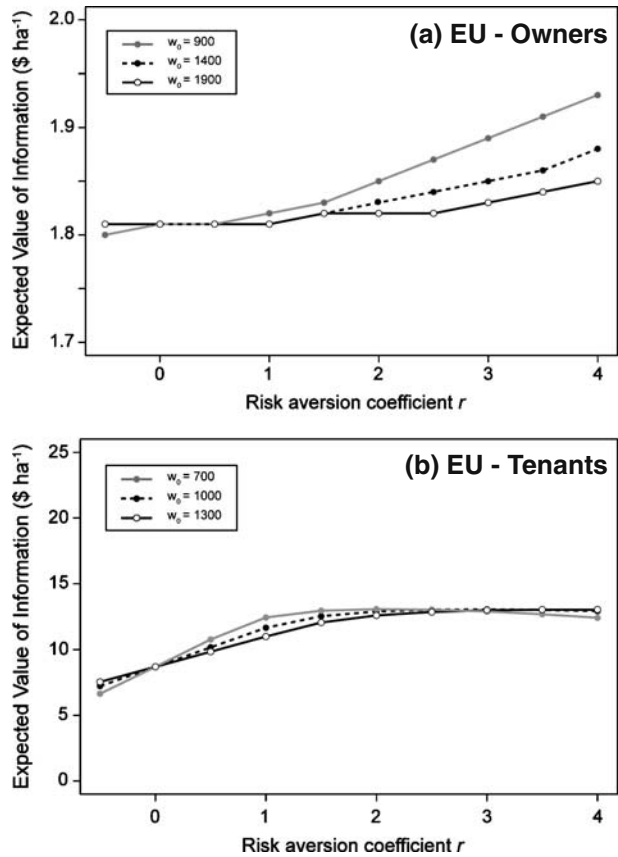 (a) EU - Owners
w₀ = 900
w₀ = 1400
w₀ = 1900
Expected Value of Information ($ ha⁻¹)
2.0
1.9
1.8
1.7
0 1 2 3 4
Risk aversion coefficient r
(b) EU - Tenants
w₀ = 700
w₀ = 1000
w₀ = 1300
Expected Value of Information ($ ha⁻¹)
25
20
15
10
5
0
0 1 2 3 4
Risk aversion coefficient r